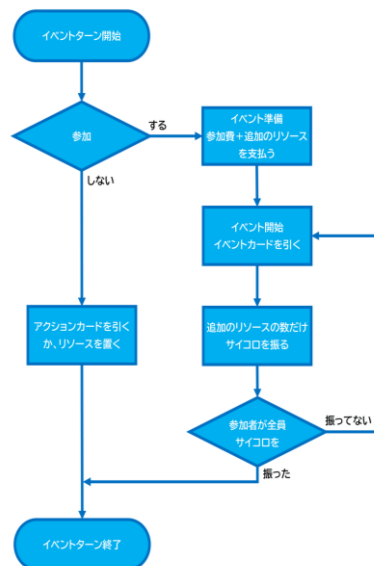 イベントターン開始
参加
する
しない
イベント準備
参加費＋追加のリソース
を支払う
イベント開始
イベントカードを引く
アクションカードを引く
か、リソースを置く
追加のリソースの数だけ
サイコロを振る
参加者が全員
サイコロを
振ってない
振った
イベントターン終了